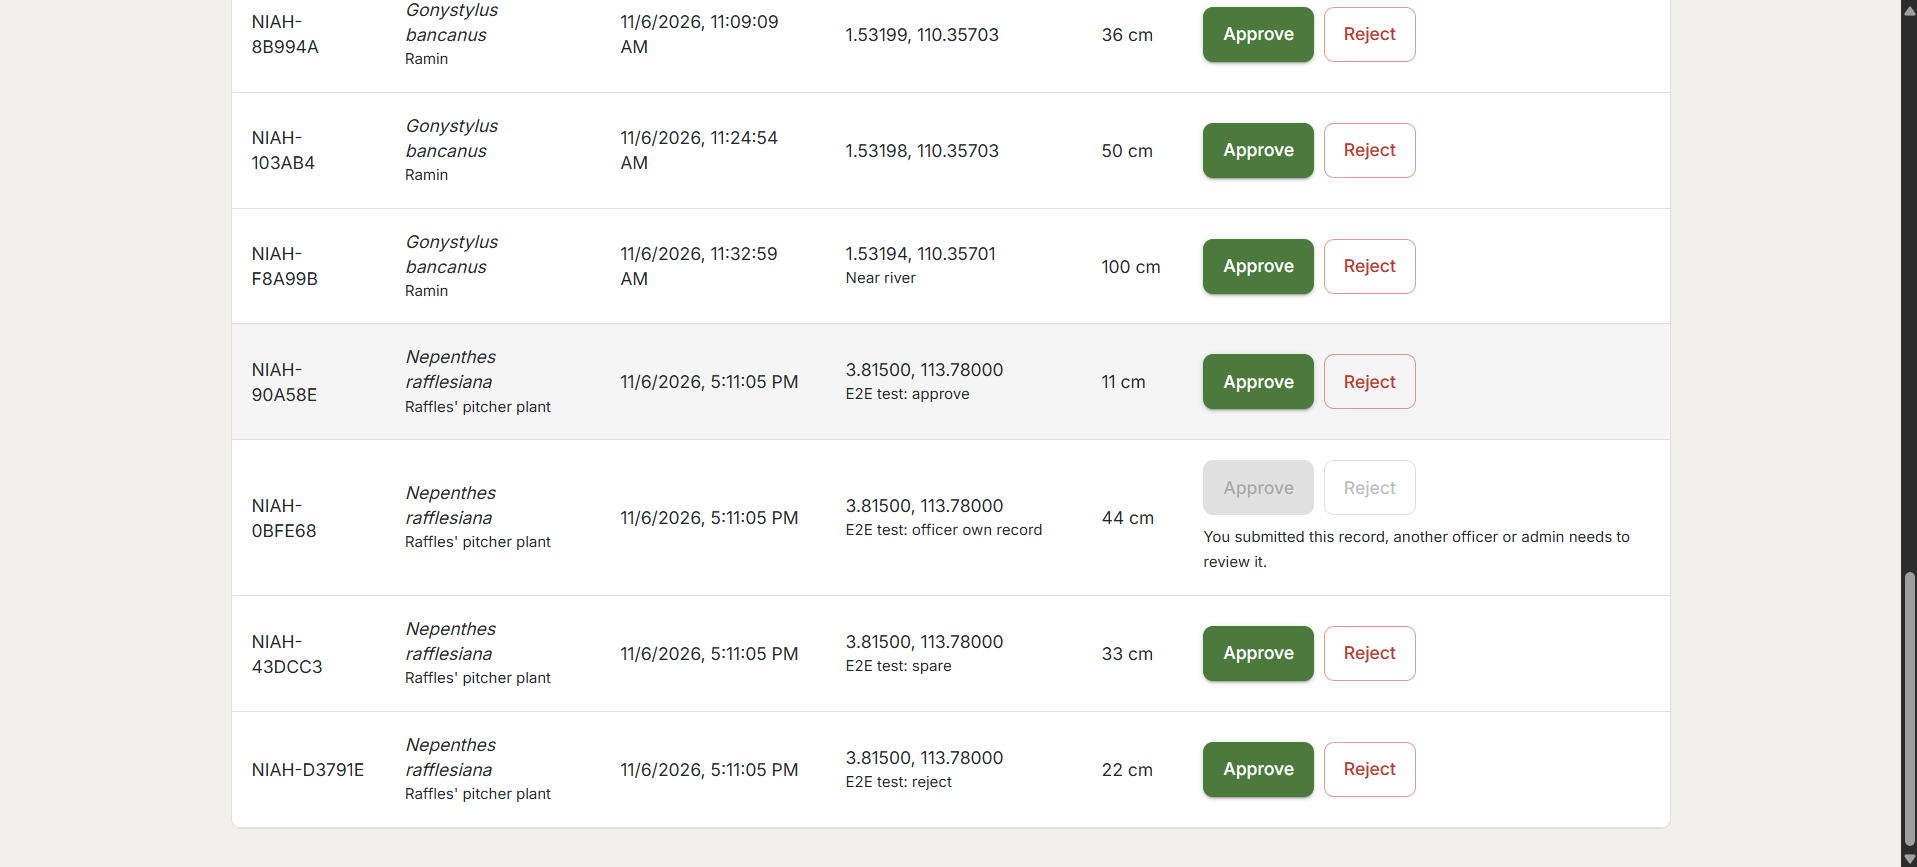 NIAH-
8B994A
Gonystylus
bancanus
Ramin
11/6/2026, 11:09:09
AM
1.53199, 110.35703
36 cm
Approve
Reject
NIAH-
103AB4
Gonystylus
bancanus
Ramin
11/6/2026, 11:24:54
AM
1.53198, 110.35703
50 cm
Approve
Reject
NIAH-
F8A99B
Gonystylus
bancanus
Ramin
11/6/2026, 11:32:59
AM
1.53194, 110.35701
Near river
100 cm
Approve
Reject
NIAH-
90A58E
Nepenthes
rafflesiana
Raffles' pitcher plant
11/6/2026, 5:11:05 PM
3.81500, 113.78000
E2E test: approve
11 cm
Approve
Reject
NIAH-
0BFE68
Nepenthes
rafflesiana
Raffles' pitcher plant
11/6/2026, 5:11:05 PM
3.81500, 113.78000
E2E test: officer own record
44 cm
Approve
Reject
You submitted this record, another officer or admin needs to
review it.
NIAH-
43DCC3
Nepenthes
rafflesiana
Raffles' pitcher plant
11/6/2026, 5:11:05 PM
3.81500, 113.78000
E2E test: spare
33 cm
Approve
Reject
NIAH-D3791E
Nepenthes
rafflesiana
Raffles' pitcher plant
11/6/2026, 5:11:05 PM
3.81500, 113.78000
E2E test: reject
22 cm
Approve
Reject